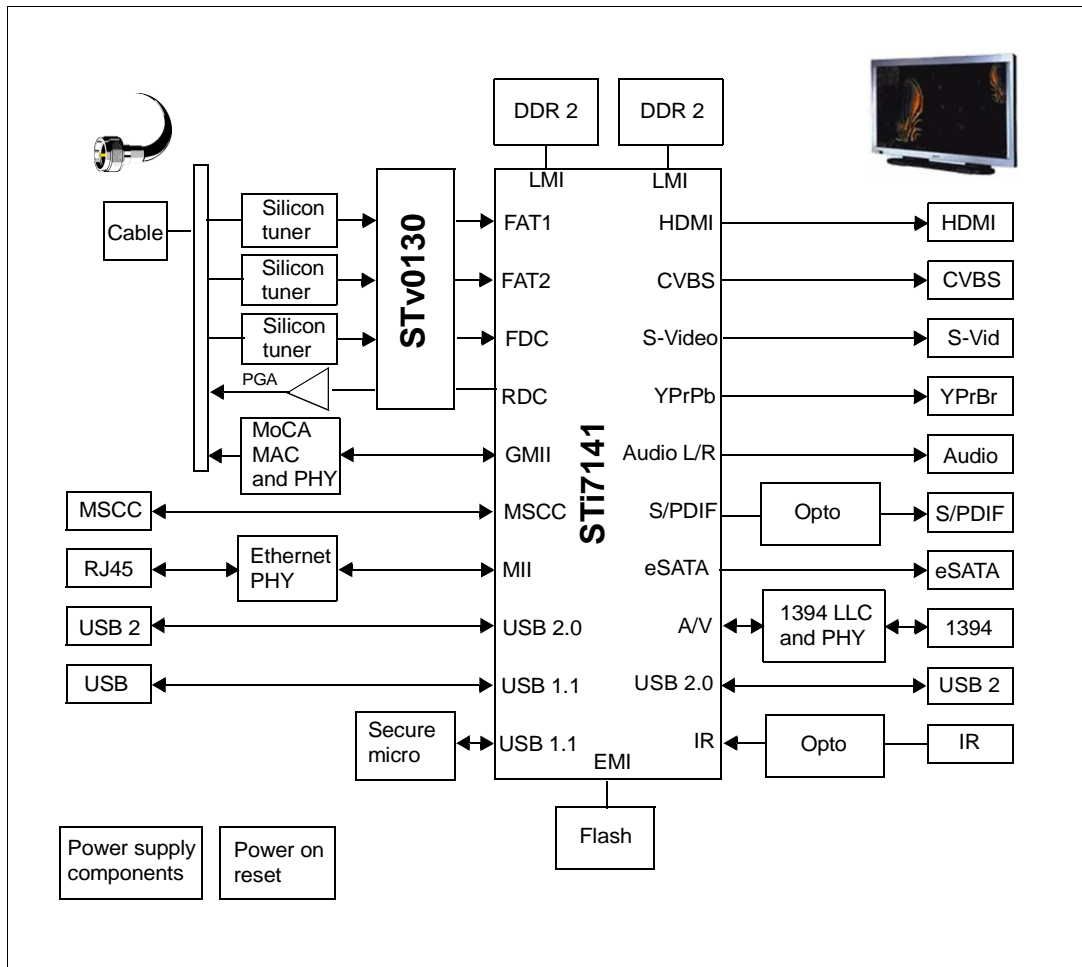 DDR 2
DDR 2
LMI
LMI
Cable
Silicon
tuner
Silicon
tuner
Silicon
tuner
PGA
MoCA
MAC
and PHY
STv0130
STi7141
FAT1
FAT2
FDC
RDC
GMII
MSCC
MII
USB 2.0
USB 1.1
USB 1.1
EMI
HDMI
CVBS
S-Video
YPrPb
Audio L/R
S/PDIF
eSATA
A/V
USB 2.0
IR
MSCC
RJ45
Ethernet
PHY
USB 2
USB
Secure
micro
Opto
1394 LLC
and PHY
Opto
HDMI
CVBS
S-Vid
YPrBr
Audio
S/PDIF
eSATA
1394
USB 2
IR
Flash
Power supply
components
Power on
reset